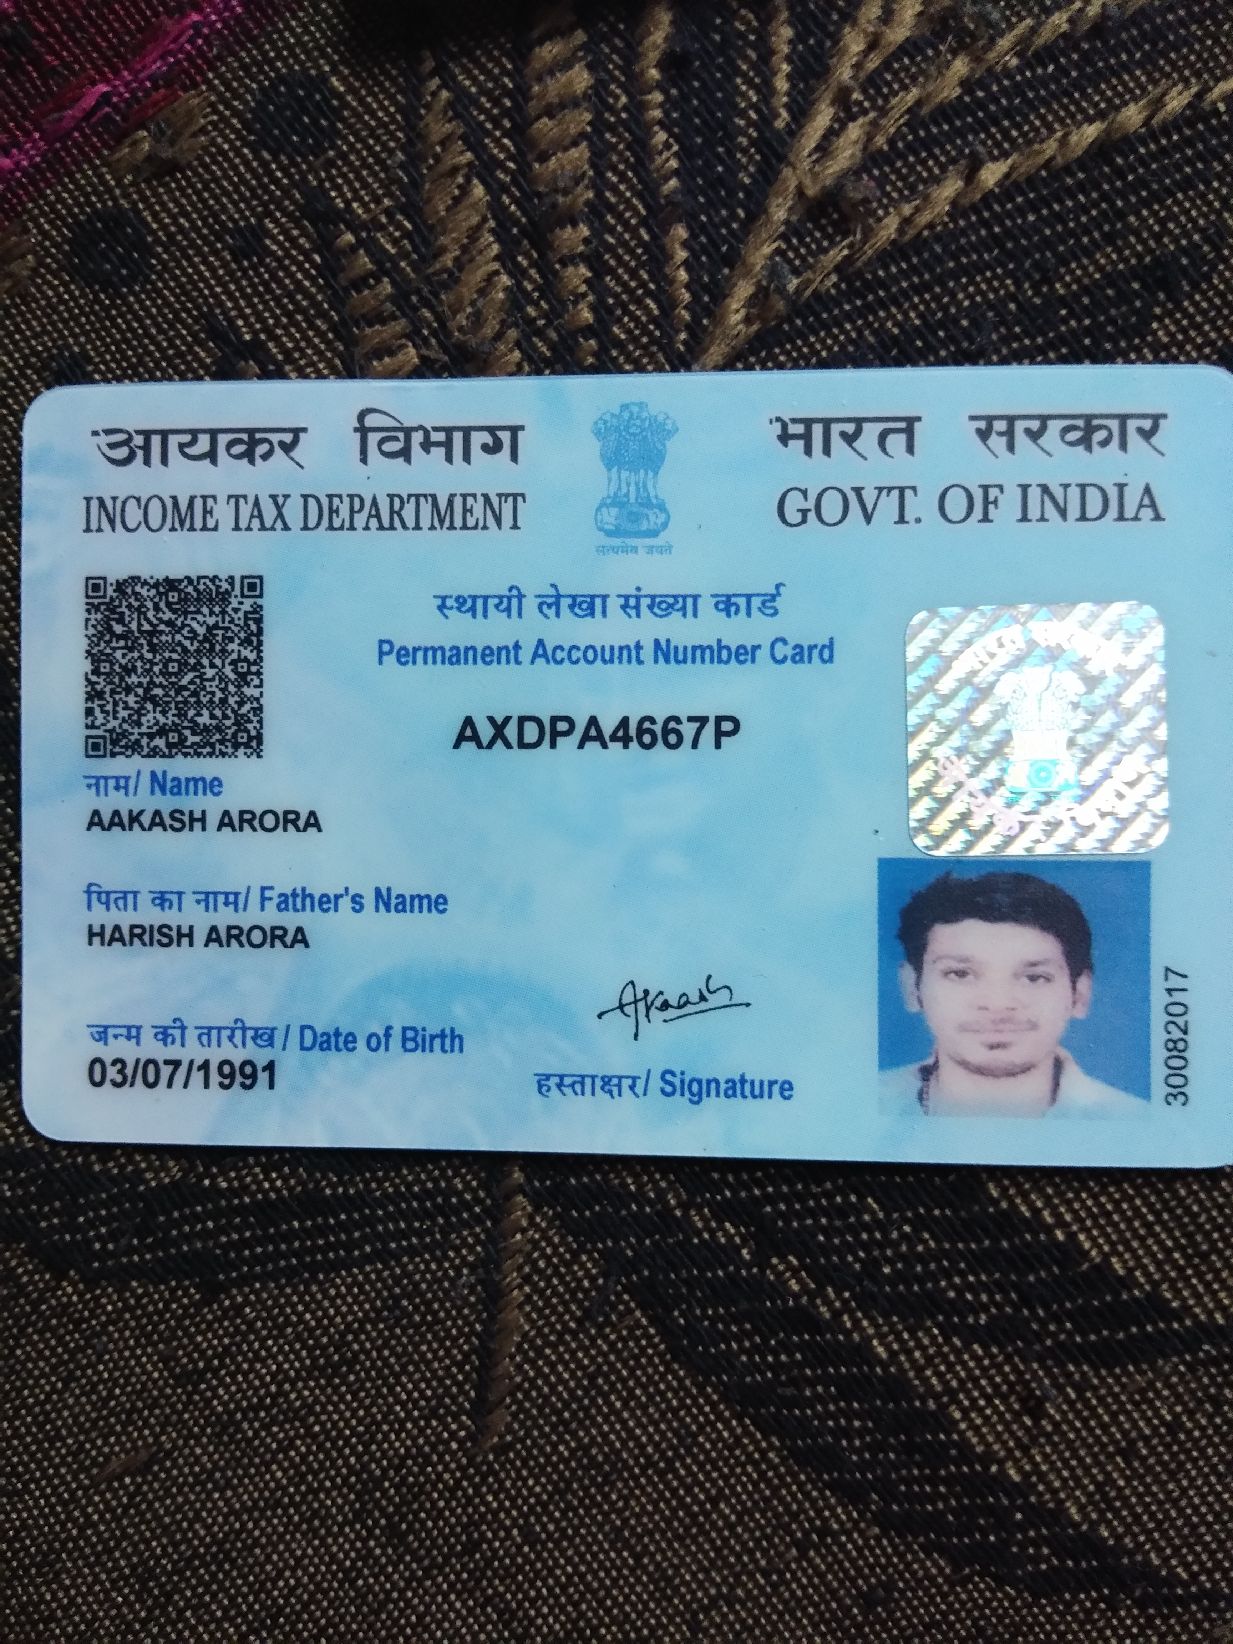 आयकर विभाग
INCOME TAX DEPARTMENT
सत्यमेव जयते
भारत सरकार
GOVT. OF INDIA
स्थायी लेखा संख्या कार्ड
Permanent Account Number Card
AXDPA4667P
नाम/ Name
AAKASH ARORA
पिता का नाम/ Father's Name
HARISH ARORA
जन्म की तारीख/ Date of Birth
03/07/1991
Akaash
हस्ताक्षर/ Signature
30082017